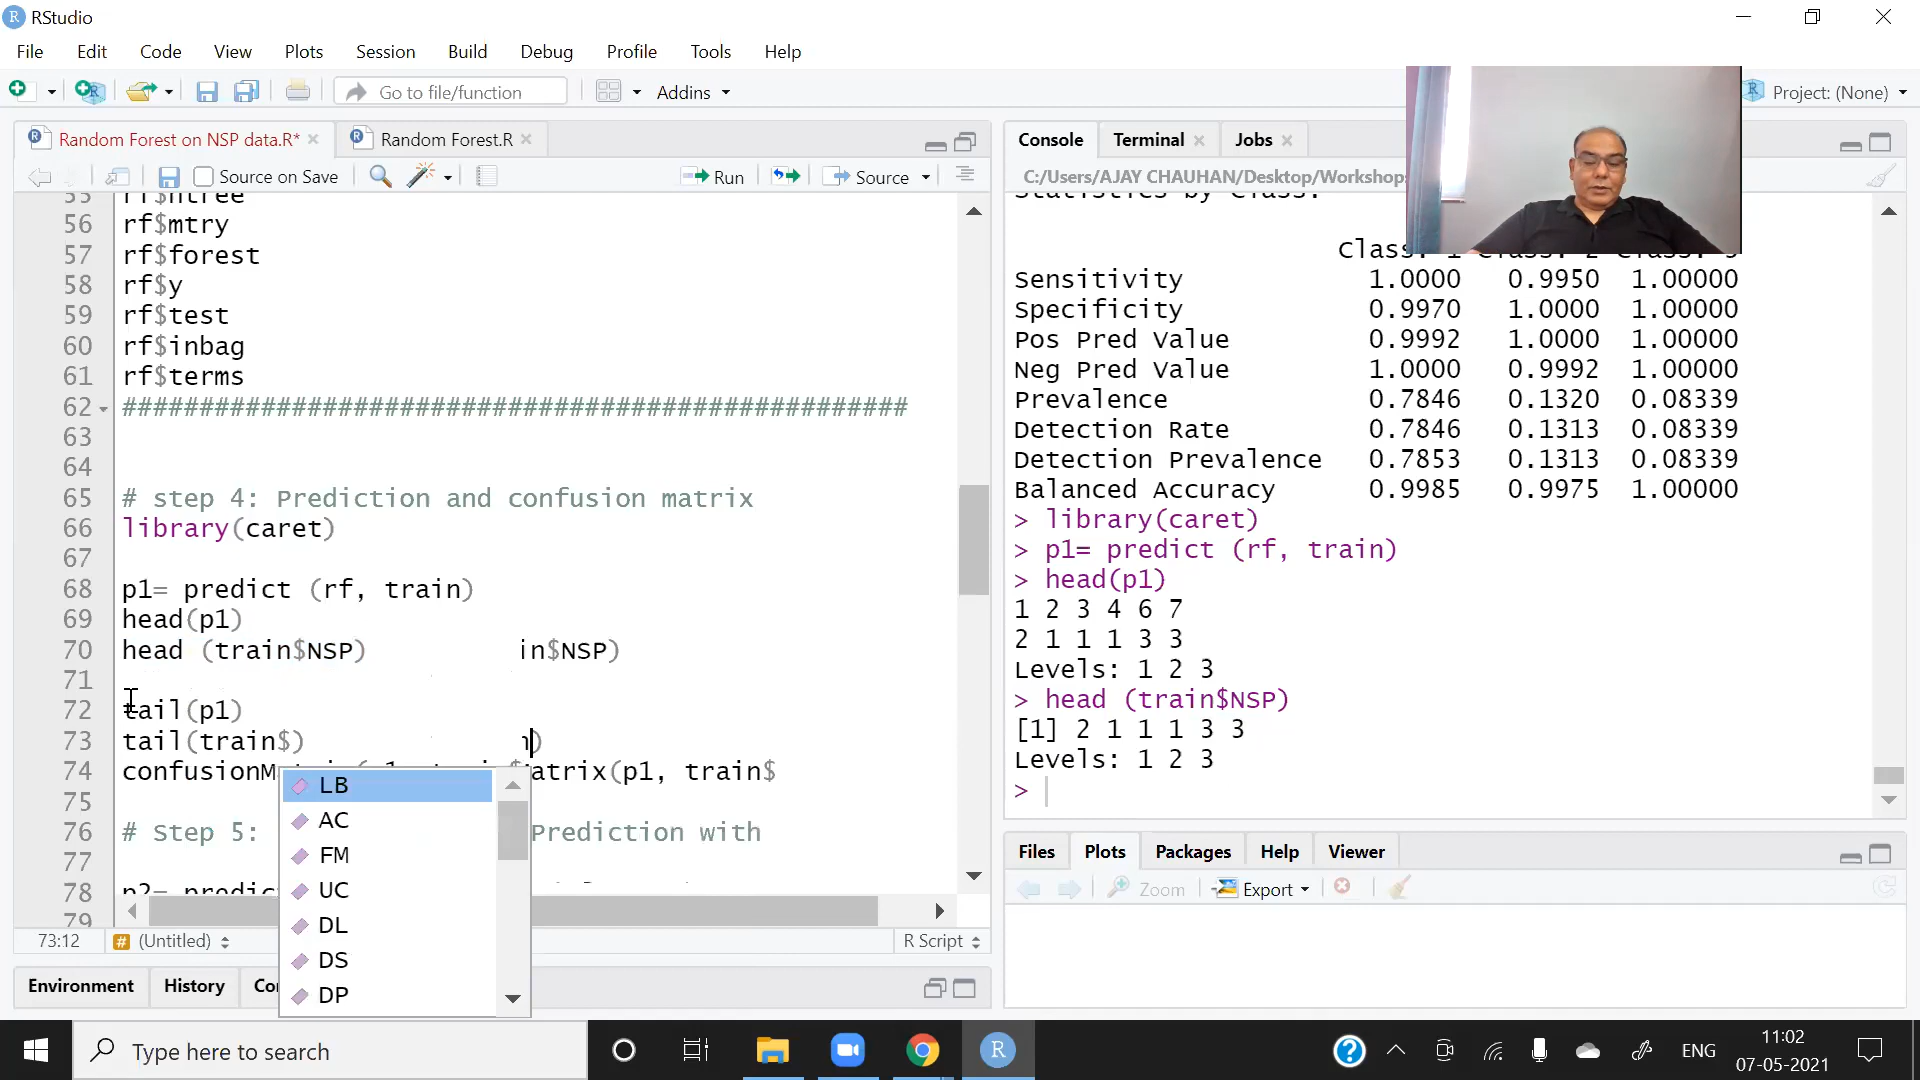 RStudio
File Edit Code View Plots Session Build Debug Profile Tools Help
Go to file/function
Addins
Project: (None)
Random Forest on NSP data.R*
Random Forest.R
Source on Save
Run
Source
56 rf$mtry
57 rf$forest
58 rf$y
59 rf$test
60 rf$inbag
61 rf$terms
62 ###################################################
63
64
65 # step 4: Prediction and confusion matrix
66 library(caret)
67
68 p1= predict (rf, train)
69 head(p1)
70 head (train$NSP) in$NSP)
71
72 tail(p1)
73 tail(train$)
74 confusionM atrix(p1, train$
75
76 # Step 5: Prediction with
77
78 p2= predic
79
LB
AC
FM
UC
DL
DS
DP
73:12
(Untitled)
R Script
Environment
History
Console Terminal Jobs
C:/Users/AJAY CHAUHAN/Desktop/Workshop
Sensitivity 1.0000 0.9950 1.00000
Specificity 0.9970 1.0000 1.00000
Pos Pred Value 0.9992 1.0000 1.00000
Neg Pred Value 1.0000 0.9992 1.00000
Prevalence 0.7846 0.1320 0.08339
Detection Rate 0.7846 0.1313 0.08339
Detection Prevalence 0.7853 0.1313 0.08339
Balanced Accuracy 0.9985 0.9975 1.00000
> library(caret)
> p1= predict (rf, train)
> head(p1)
1 2 3 4 6 7
2 1 1 1 3 3
Levels: 1 2 3
> head (train$NSP)
[1] 2 1 1 1 3 3
Levels: 1 2 3
>
Files Plots Packages Help Viewer
Zoom
Export
Type here to search
ENG
11:02
07-05-2021